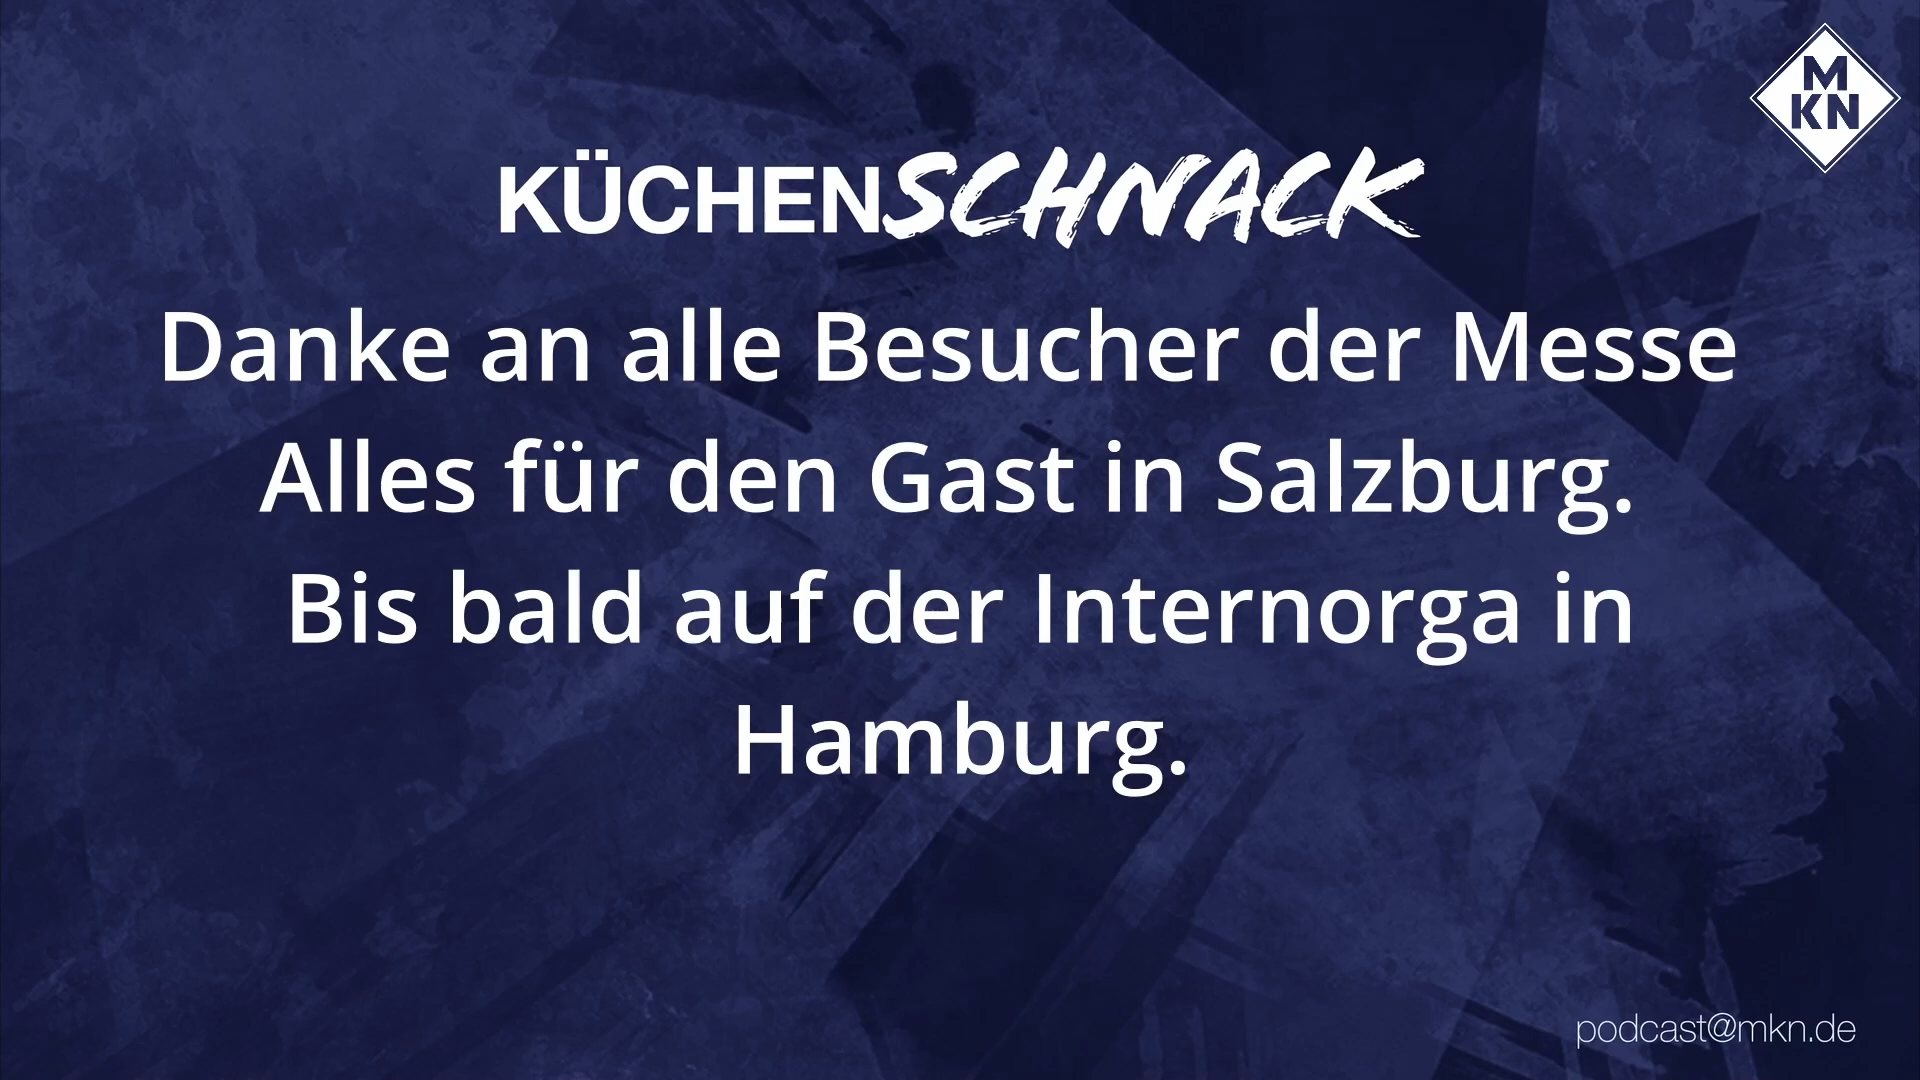 M
KN
KÜCHENSCHNACK
Danke an alle Besucher der Messe
Alles für den Gast in Salzburg.
Bis bald auf der Internorga in
Hamburg.
podcast@mkn.de